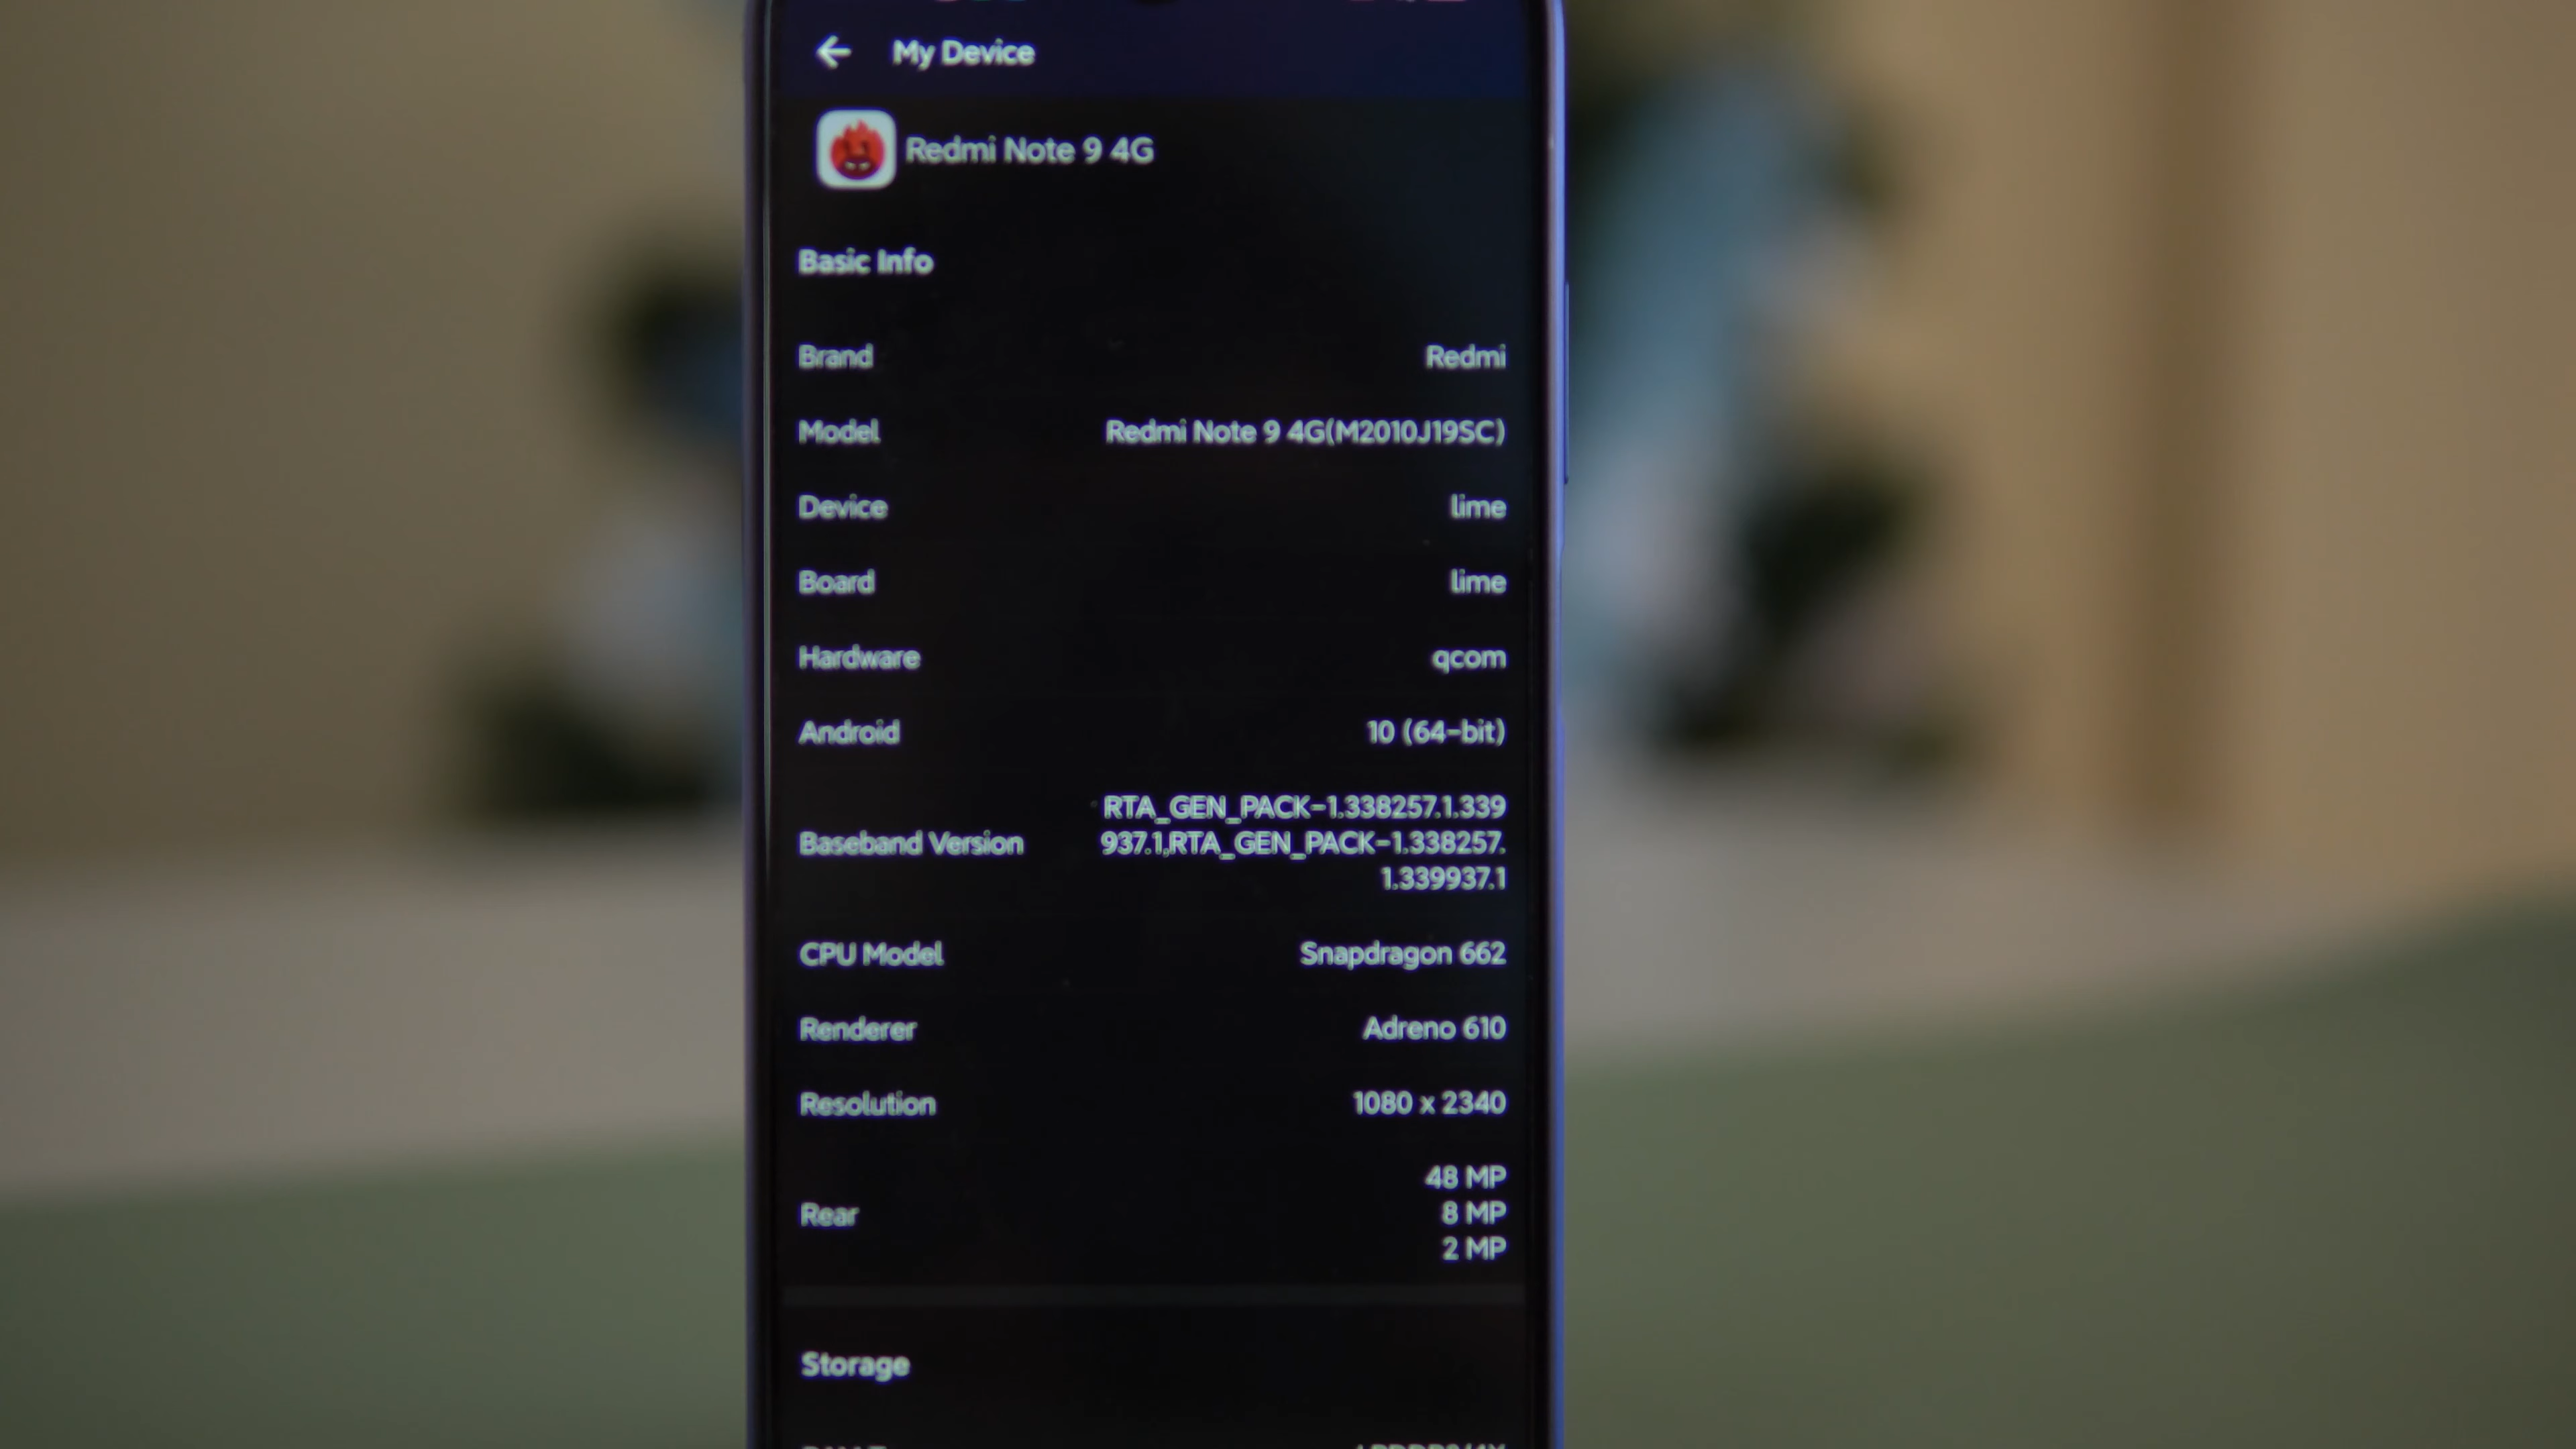 My Device
Redmi Note 9 4G
Basic Info
Brand Redmi
Model Redmi Note 9 4G(M2010J19SC)
Device lime
Board lime
Hardware qcom
Android 10 (64-bit)
RTA_GEN_PACK-1.338257.1.339
Baseband Version 937.1,RTA_GEN_PACK-1.338257.
1.339937.1
CPU Model Snapdragon 662
Renderer Adreno 610
Resolution 1080 x 2340
48 MP
Rear 8 MP
2 MP
Storage